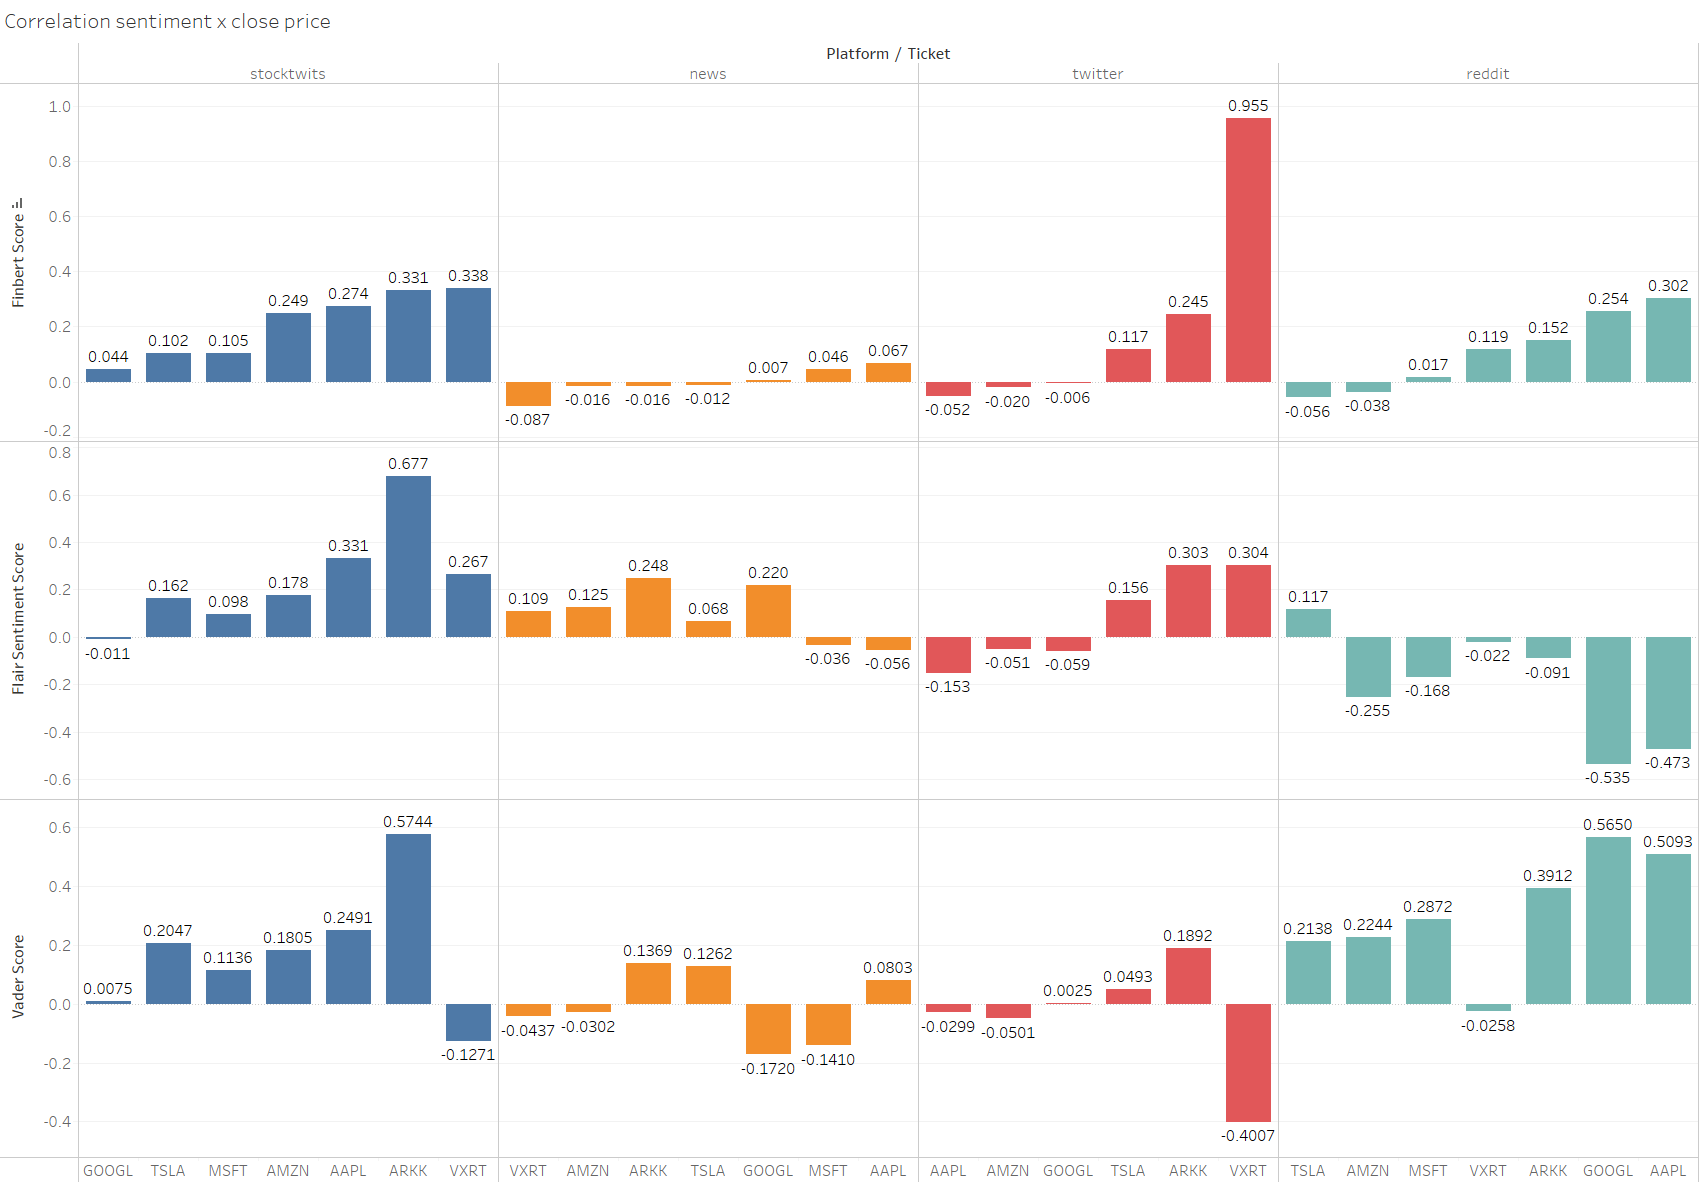 Correlation sentiment x close price
Platform / Ticket
stocktwits news twitter reddit
Finbert Score
1.0
0.8
0.6
0.4
0.2
0.0
-0.2
0.044 0.102 0.105 0.249 0.274 0.331 0.338
-0.087 -0.016 -0.016 -0.012 0.007 0.046 0.067
-0.052 -0.020 -0.006 0.117 0.245 0.955
-0.056 -0.038 0.017 0.119 0.152 0.254 0.302
Flair Sentiment Score
0.8
0.6
0.4
0.2
0.0
-0.2
-0.4
-0.6
-0.011 0.162 0.098 0.178 0.331 0.677 0.267
0.109 0.125 0.248 0.068 0.220 -0.036 -0.056
-0.153 -0.051 -0.059 0.156 0.303 0.304
0.117 -0.255 -0.168 -0.022 -0.091 -0.535 -0.473
Vader Score
0.6
0.4
0.2
0.0
-0.2
-0.4
0.0075 0.2047 0.1136 0.1805 0.2491 0.5744 -0.1271
-0.0437 -0.0302 0.1369 0.1262 -0.1720 -0.1410 0.0803
-0.0299 -0.0501 0.0025 0.0493 0.1892 -0.4007
0.2138 0.2244 0.2872 -0.0258 0.3912 0.5650 0.5093
GOOGL TSLA MSFT AMZN AAPL ARKK VXRT VXRT AMZN ARKK TSLA GOOGL MSFT AAPL AAPL AMZN GOOGL TSLA ARKK VXRT TSLA AMZN MSFT VXRT ARKK GOOGL AAPL